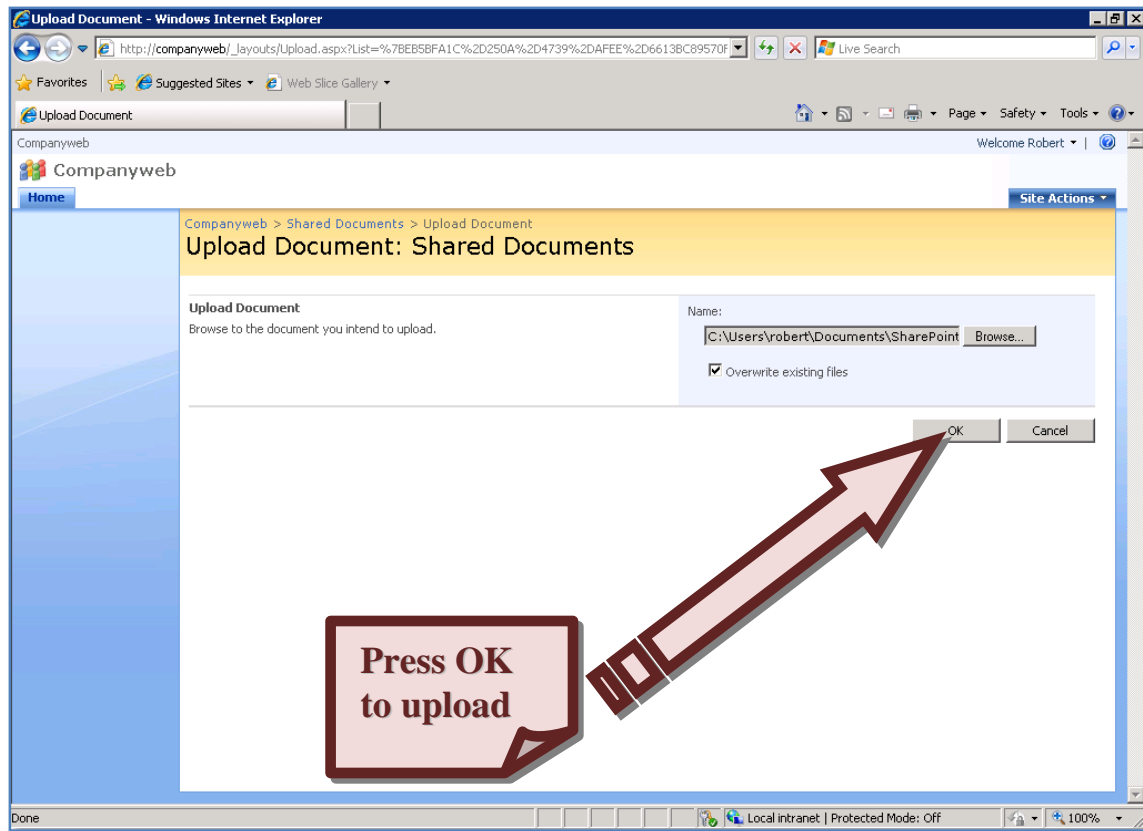 Upload Document - Windows Internet Explorer
http://companyweb/_layouts/Upload.aspx?List=%7BEB5BFA1C%2D250A%2D4739%2DAFEE%2D6613BC89570F
Live Search
Favorites Suggested Sites Web Slice Gallery
Upload Document Page Safety Tools
Companyweb Welcome Robert |
Companyweb
Home Site Actions
Companyweb > Shared Documents > Upload Document
Upload Document: Shared Documents
Upload Document
Browse to the document you intend to upload.
Name:
C:\Users\robert\Documents\SharePoint Browse...
Overwrite existing files
OK Cancel
Press OK
to upload
Done Local intranet | Protected Mode: Off 100%